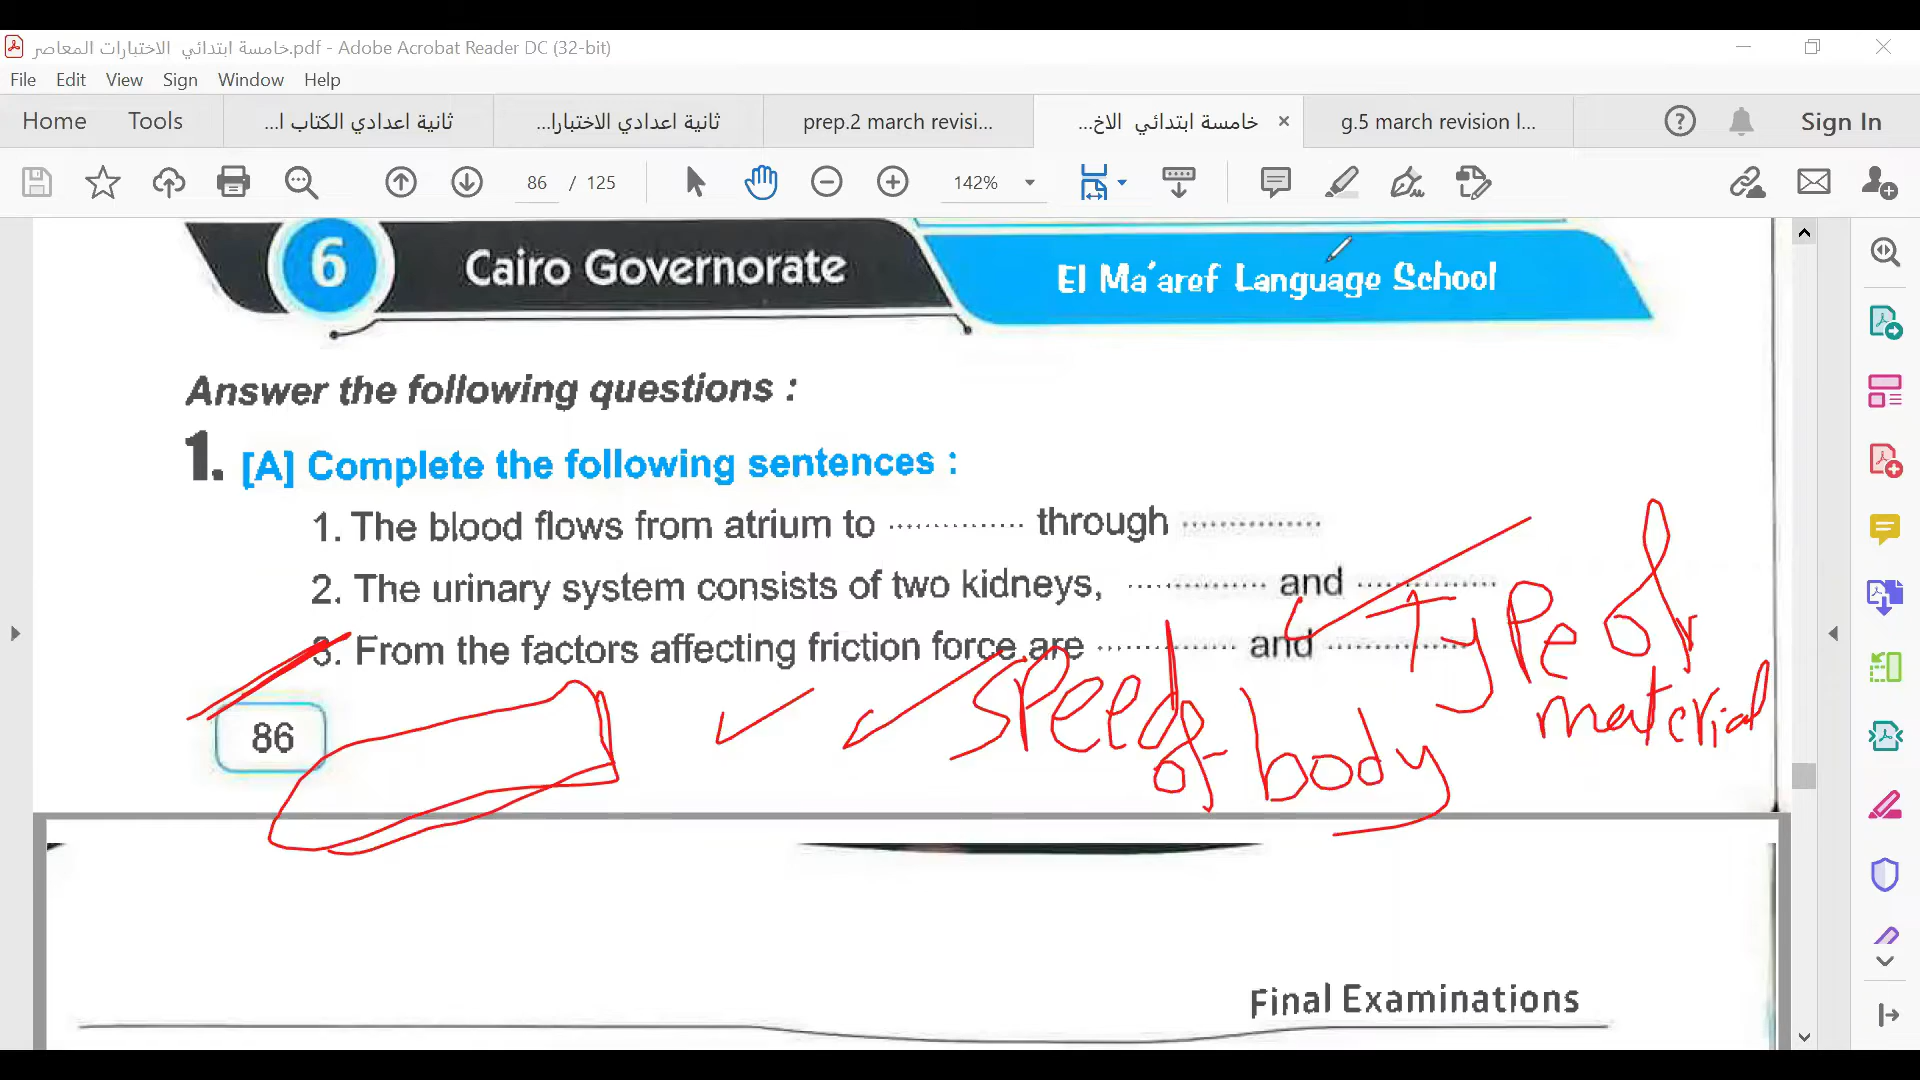 خامسة ابتدائي الاختبارات المعاصر.pdf - Adobe Acrobat Reader DC (32-bit)
File Edit View Sign Window Help
Home Tools ثانية اعدادي الكتاب ا... ثانية اعدادي الاختبارا... prep.2 march revisi... خامسة ابتدائي الاخ... × g.5 march revision l... Sign In
86 / 125 142%
6 Cairo Governorate El Ma'aref Language School
Answer the following questions :
1. [A] Complete the following sentences :
1. The blood flows from atrium to ............ through ............
2. The urinary system consists of two kidneys, ............ and ............
3. From the factors affecting friction force are ............ and ............
Type of
material
speed
of body
86
Final Examinations